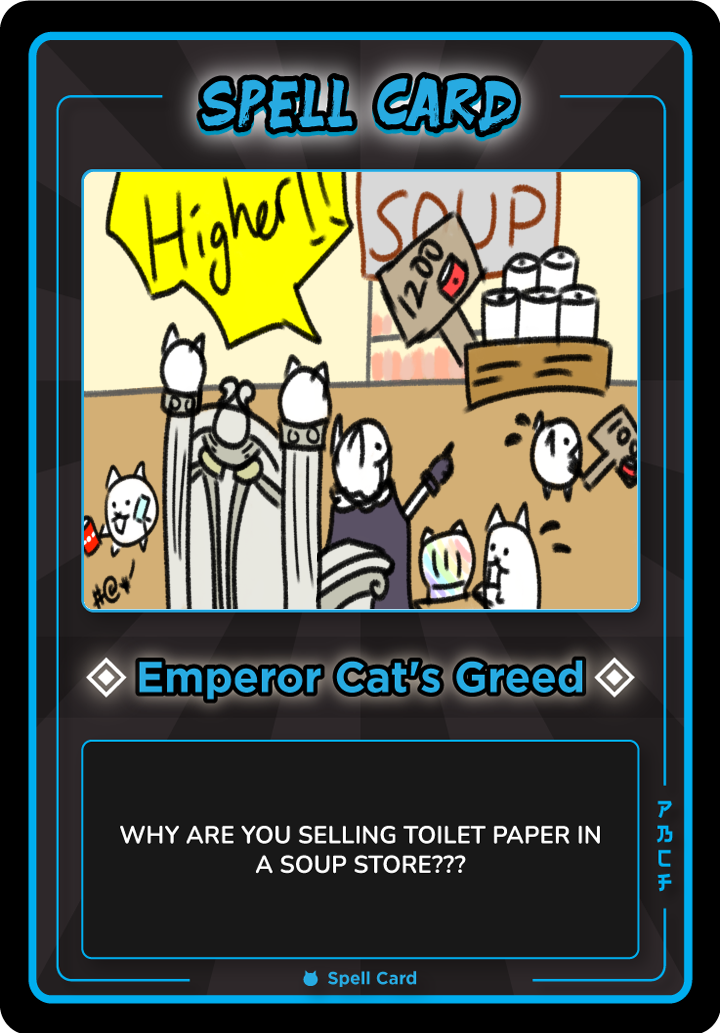 SPELL CARD
Higher!!
SOUP
1200
#@*
Emperor Cat's Greed
WHY ARE YOU SELLING TOILET PAPER IN
A SOUP STORE???
Spell Card